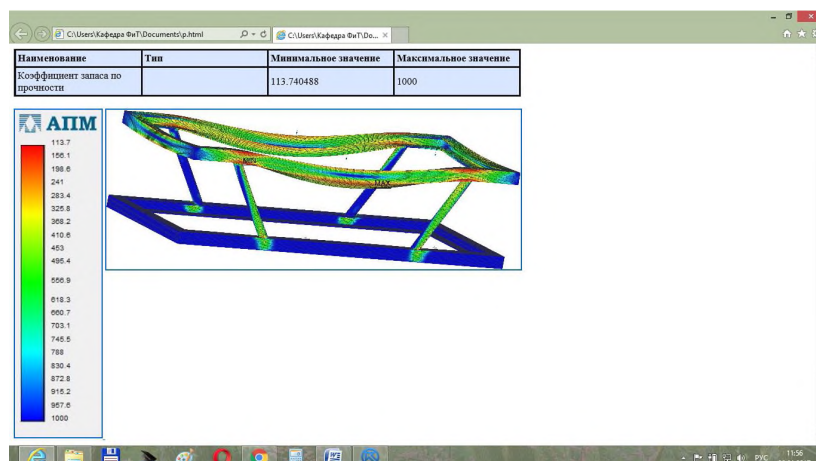 C:\Users\Кафедра ФиТ\Documents\p.html
C:\Users\Кафедра ФиТ\Do...
Наименование Тип Минимальное значение Максимальное значение
Коэффициент запаса по
прочности 113.740488 1000
АПМ
113.7
156.1
198.6
241
283.4
325.8
368.2
410.6
453
495.4
556.9
618.3
660.7
703.1
745.5
788
830.4
872.8
915.2
957.6
1000
MIN
MAX
РУС 11:56